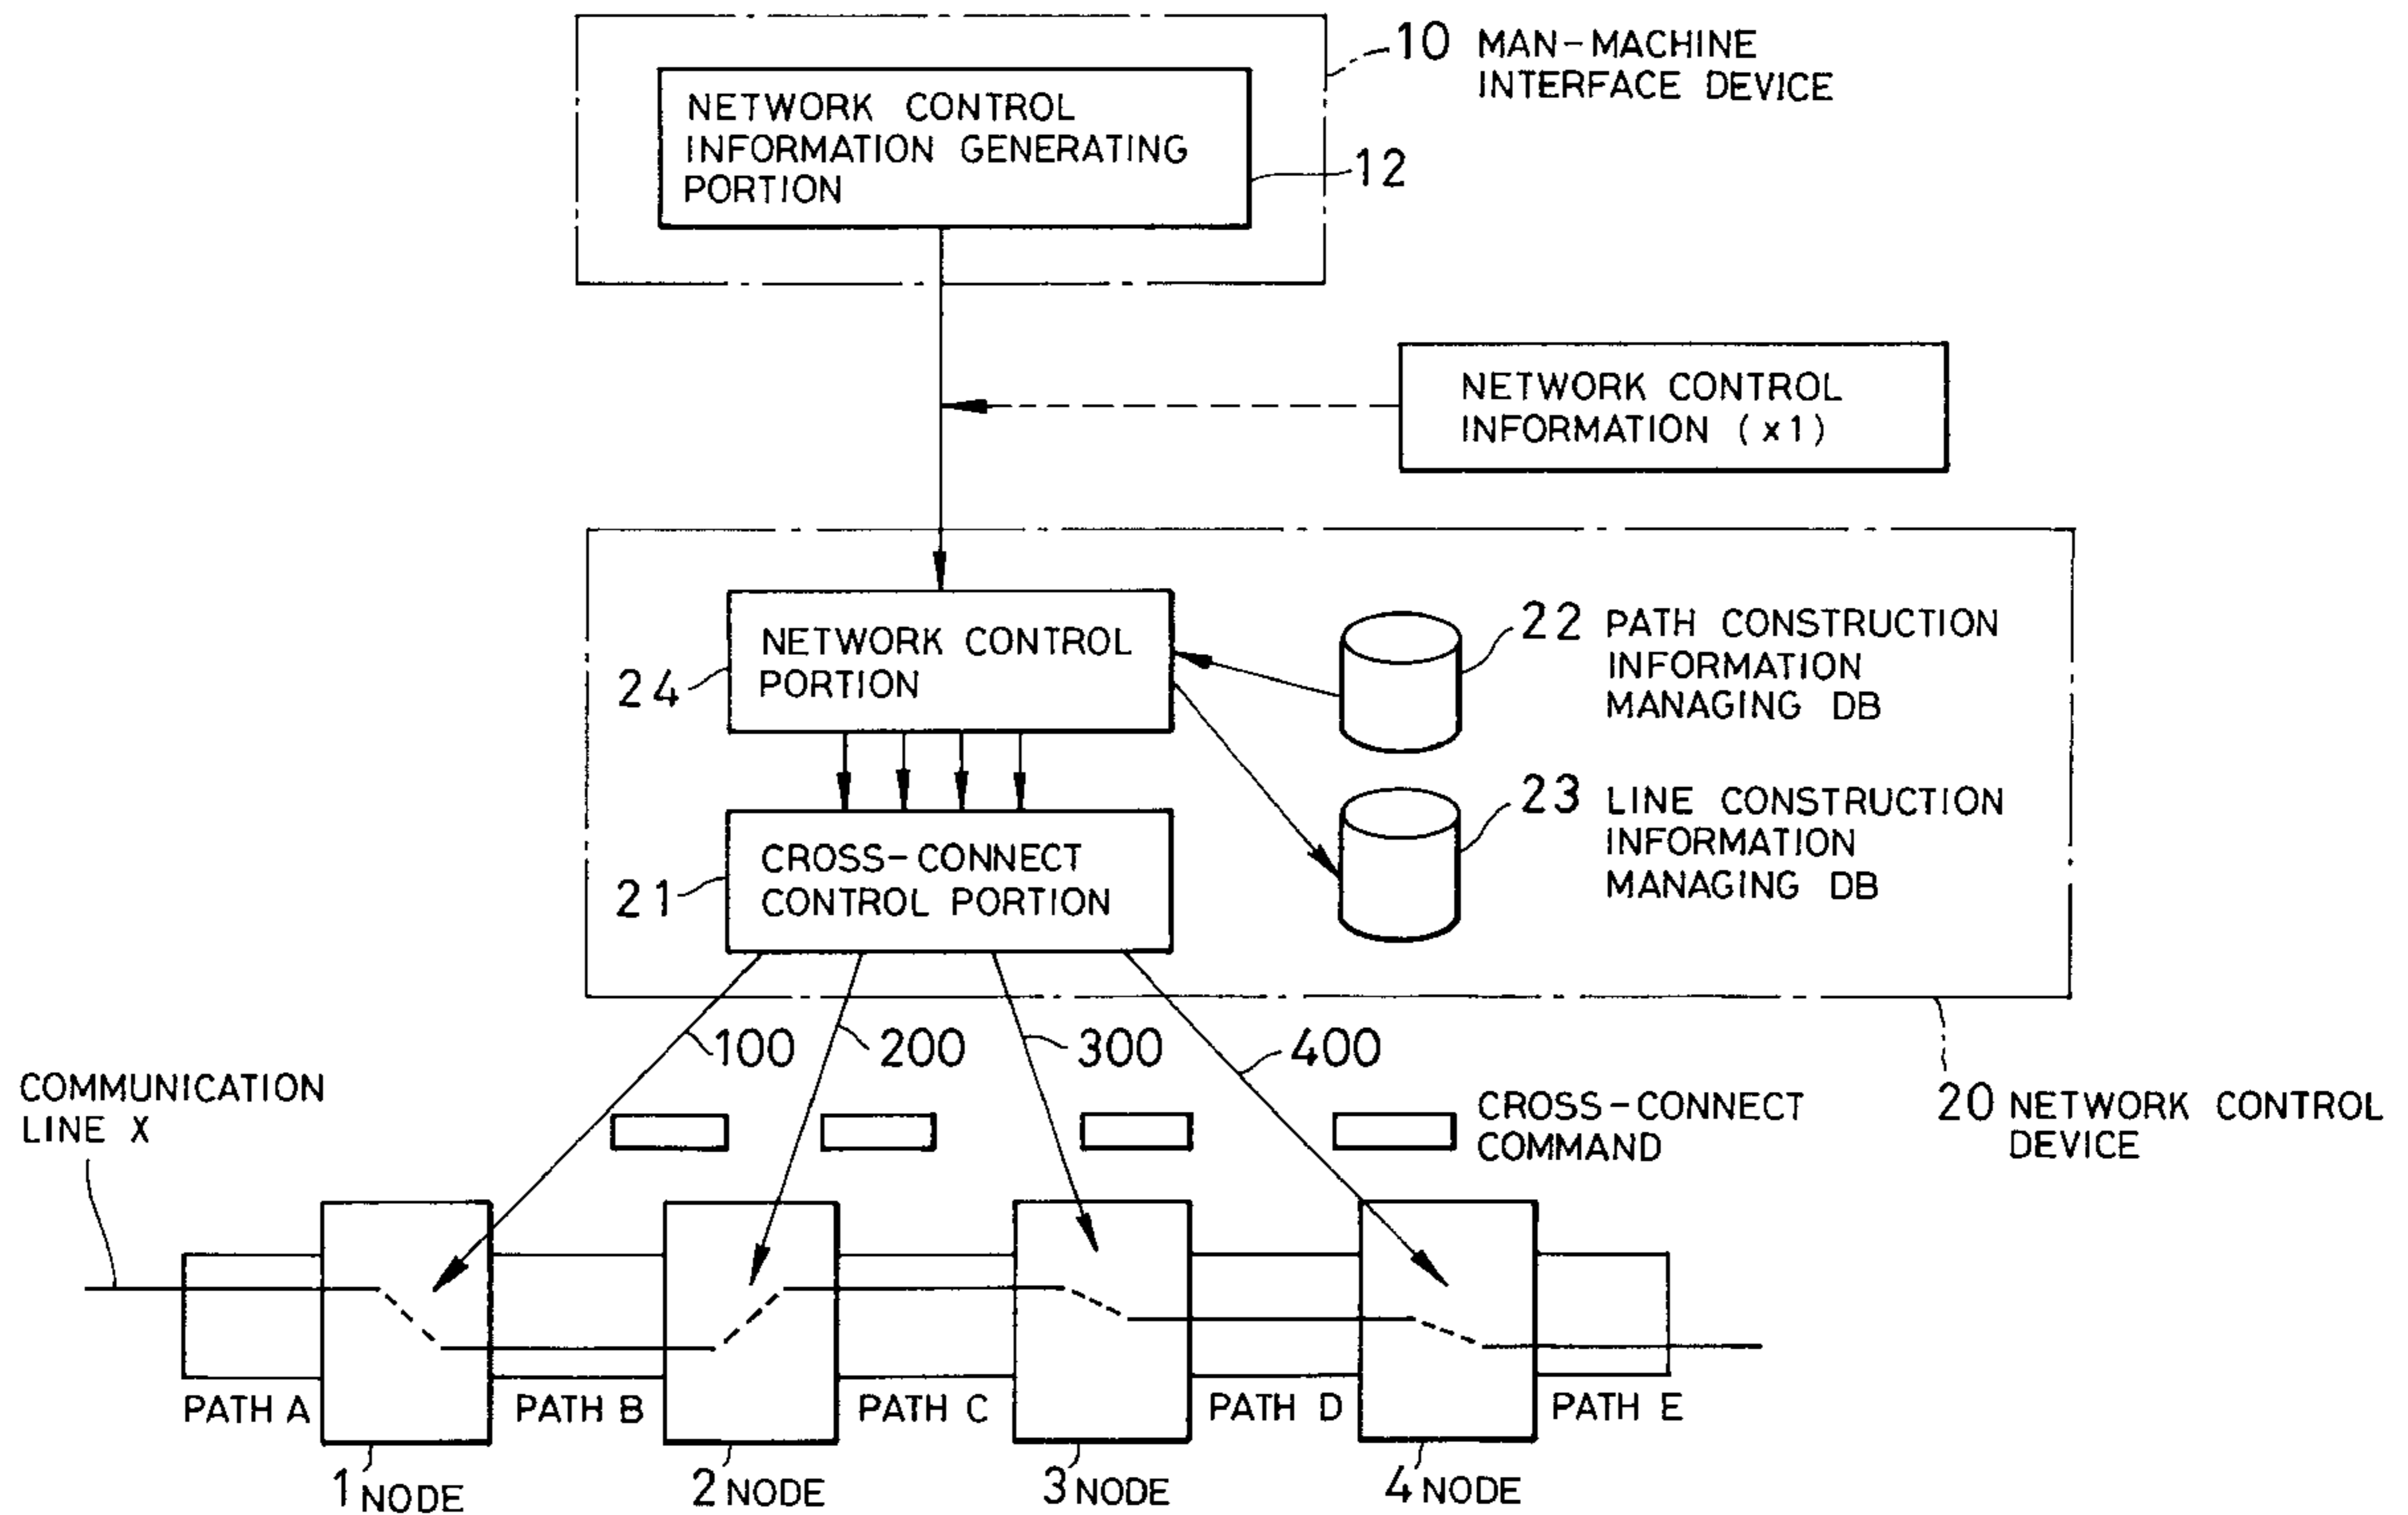 10 MAN-MACHINE
INTERFACE DEVICE
NETWORK CONTROL
INFORMATION GENERATING
PORTION
12
NETWORK CONTROL
INFORMATION (x1)
NETWORK CONTROL
PORTION
24
22 PATH CONSTRUCTION
INFORMATION
MANAGING DB
CROSS-CONNECT
CONTROL PORTION
21
23 LINE CONSTRUCTION
INFORMATION
MANAGING DB
100
200
300
400
COMMUNICATION
LINE X
CROSS-CONNECT
COMMAND
20 NETWORK CONTROL
DEVICE
PATH A
PATH B
PATH C
PATH D
PATH E
1 NODE
2 NODE
3 NODE
4 NODE